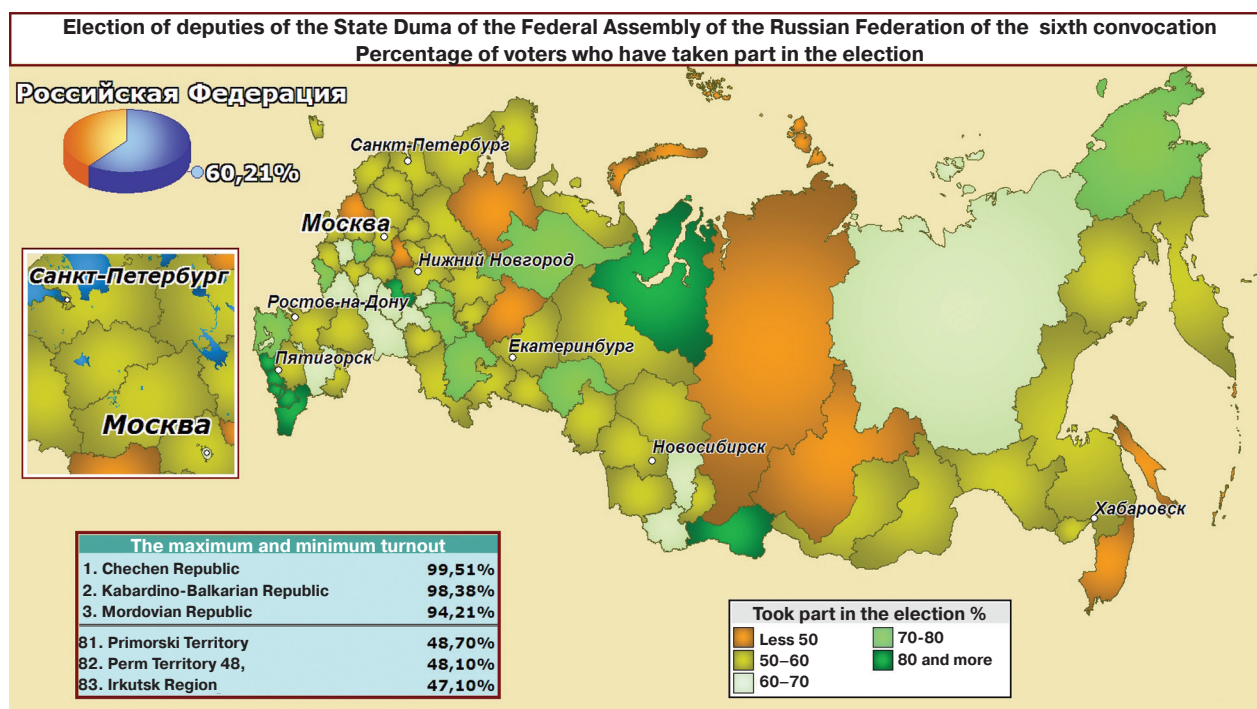 Election of deputies of the State Duma of the Federal Assembly of the Russian Federation of the sixth convocation
Percentage of voters who have taken part in the election
Российская Федерация
60,21%
Санкт-Петербург
Москва
Нижний Новгород
Ростов-на-Дону
Пятигорск
Екатеринбург
Новосибирск
Хабаровск
Санкт-Петербург
Москва
The maximum and minimum turnout
1. Chechen Republic 99,51%
2. Kabardino-Balkarian Republic 98,38%
3. Mordovian Republic 94,21%
81. Primorski Territory 48,70%
82. Perm Territory 48, 48,10%
83. Irkutsk Region 47,10%
Took part in the election %
Less 50
50–60
60–70
70-80
80 and more